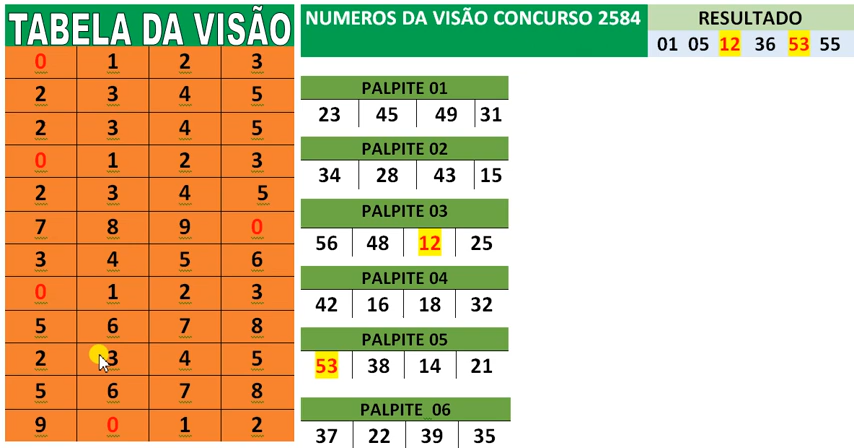 TABELA DA VISÃO
0 1 2 3
2 3 4 5
2 3 4 5
0 1 2 3
2 3 4 5
7 8 9 0
3 4 5 6
0 1 2 3
5 6 7 8
2 3 4 5
5 6 7 8
9 0 1 2
NUMEROS DA VISÃO CONCURSO 2584
RESULTADO
01 05 12 36 53 55
PALPITE 01
23 45 49 31
PALPITE 02
34 28 43 15
PALPITE 03
56 48 12 25
PALPITE 04
42 16 18 32
PALPITE 05
53 38 14 21
PALPITE 06
37 22 39 35